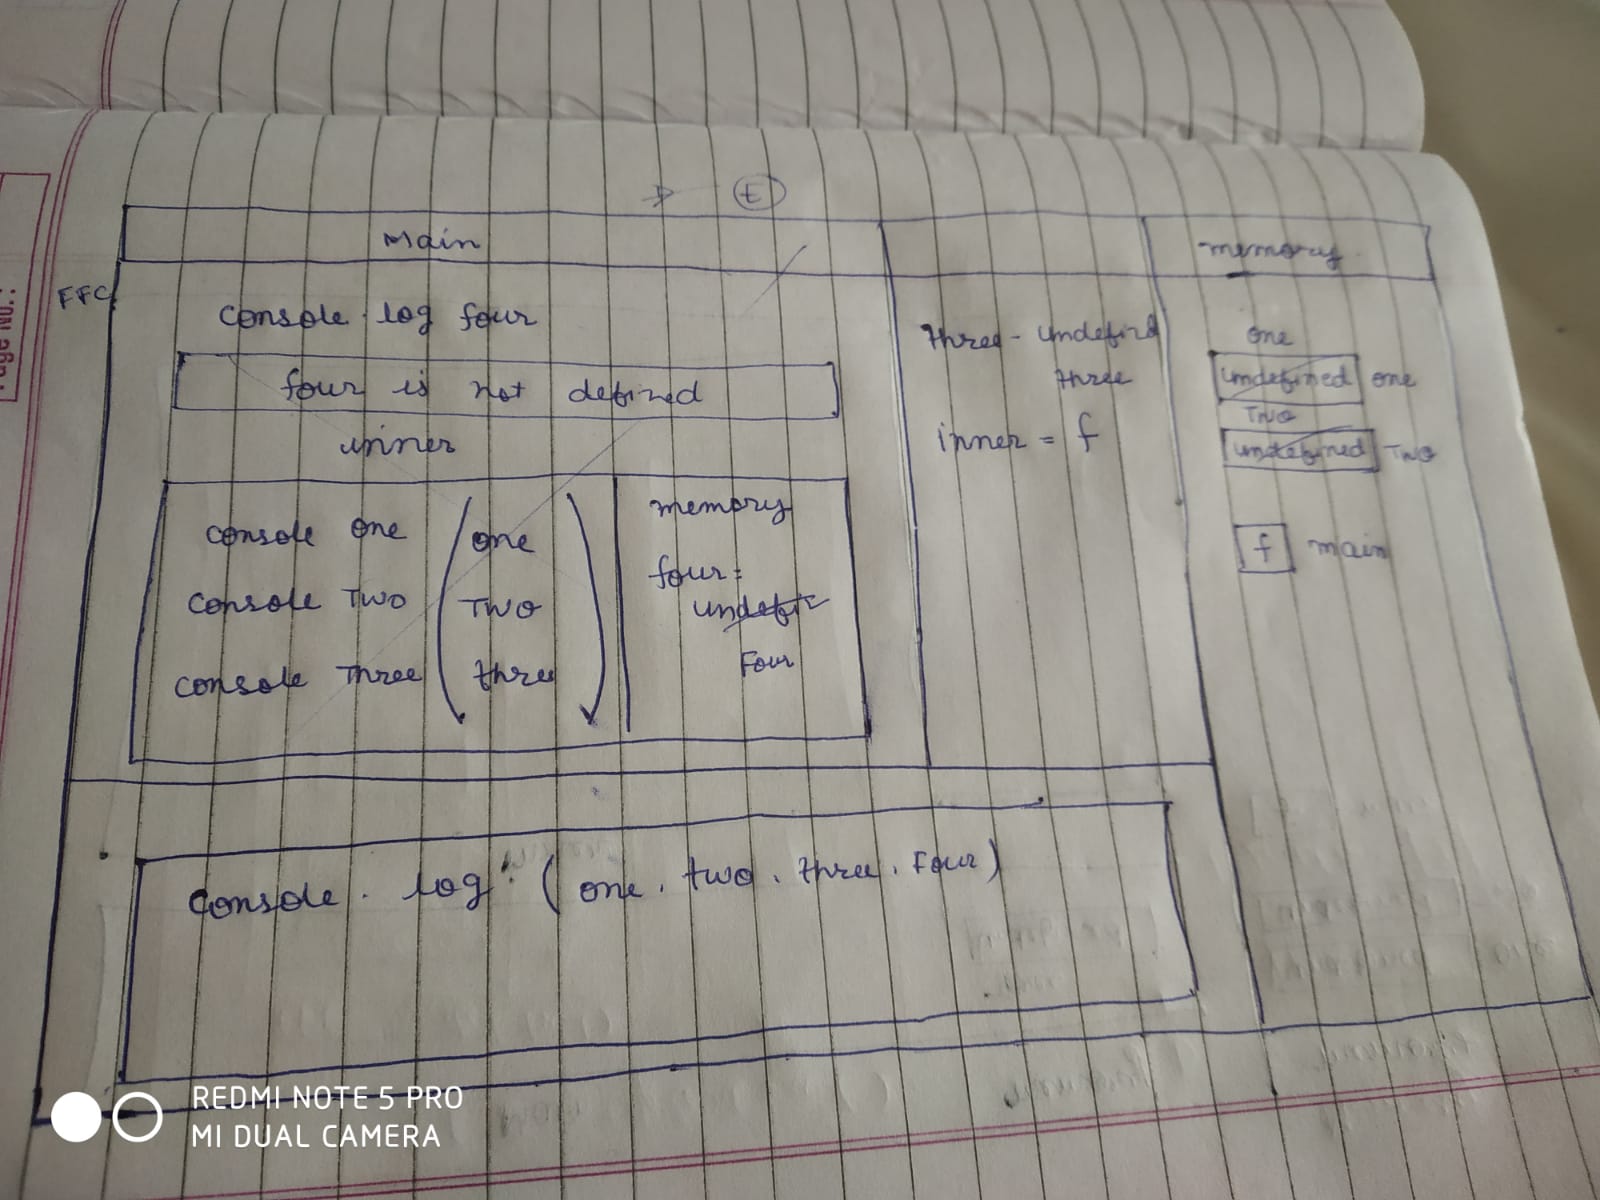 E
Main
memory.
FFC
console. log four
four is not defined
inner
console one
one
console Two
Two
console Three
three
memory
four =
undefi
Four
three - undefind
three
inner = f
one
undefined one
Two
undefined Two
f main
console. log. (one. two. three. four)
Page No.:
REDMI NOTE 5 PRO
MI DUAL CAMERA